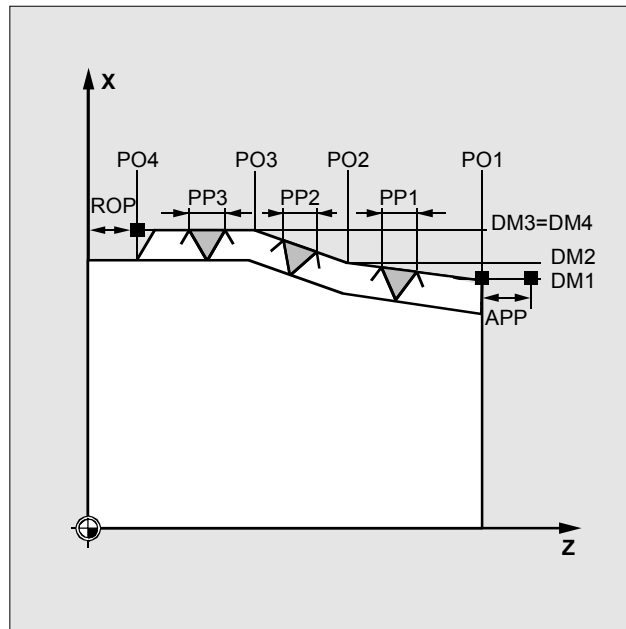 X
PO4 PO3 PO2 PO1
ROP PP3 PP2 PP1
DM3=DM4
DM2
DM1
APP
Z